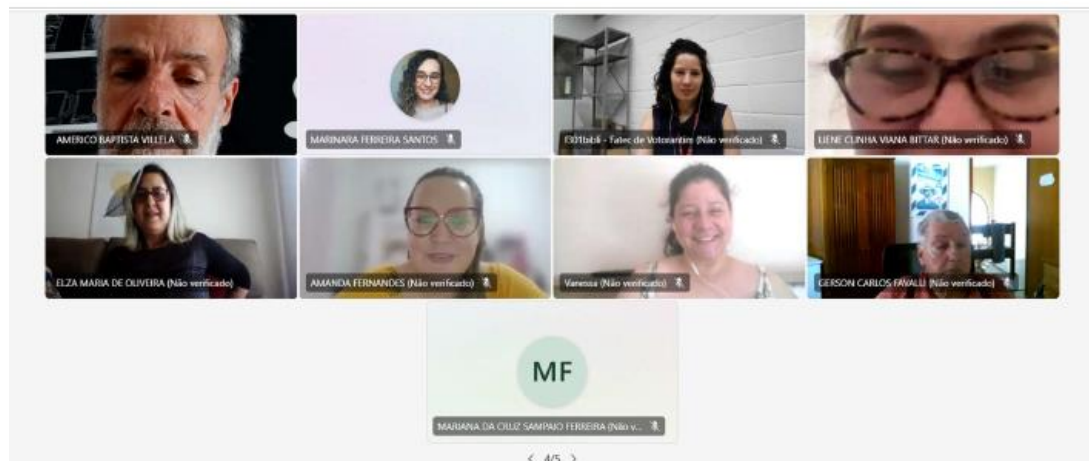 AMERICO BAPTISTA VILLELA
MARINARA FERREIRA SANTOS
f301bibli - Fatec de Votorantim (Não verificado)
LIENE CUNHA VIANA BITTAR (Não verificado)
ELZA MARIA DE OLIVEIRA (Não verificado)
AMANDA FERNANDES (Não verificado)
Vanessa (Não verificado)
GERSON CARLOS FAVALLI (Não verificado)
MF
MARIANA DA CRUZ SAMPAIO FERREIRA (Não v...
< 4/5 >